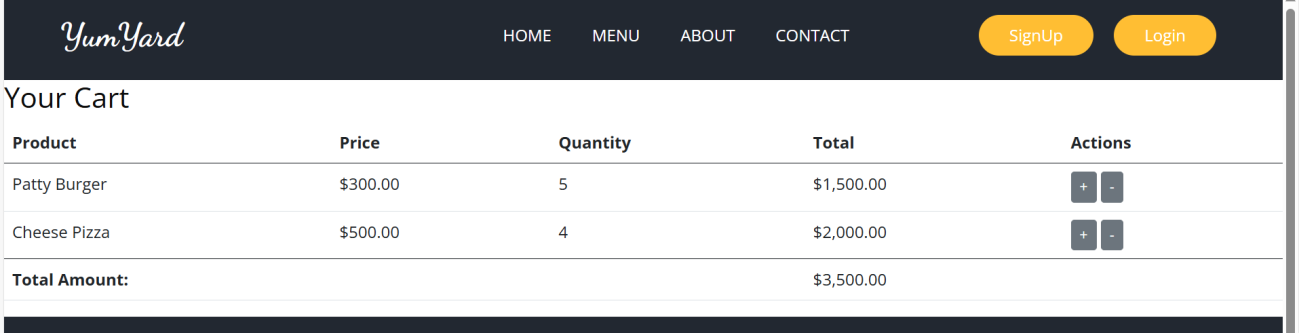 YumYard HOME MENU ABOUT CONTACT SignUp Login
Your Cart
Product Price Quantity Total Actions
Patty Burger $300.00 5 $1,500.00 + -
Cheese Pizza $500.00 4 $2,000.00 + -
Total Amount: $3,500.00